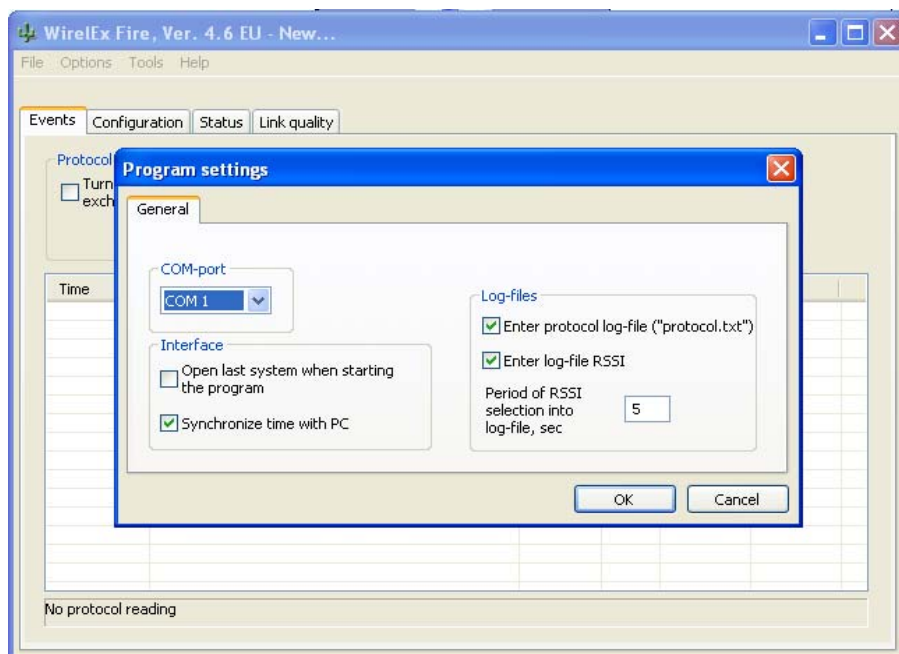 WirelEx Fire, Ver. 4.6 EU - New...
File Options Tools Help
Events Configuration Status Link quality
Protocol
Turn
exch
Program settings
General
COM-port
COM 1
Interface
Open last system when starting
the program
Synchronize time with PC
Log-files
Enter protocol log-file ("protocol.txt")
Enter log-file RSSI
Period of RSSI
selection into
log-file, sec
5
OK Cancel
Time
No protocol reading